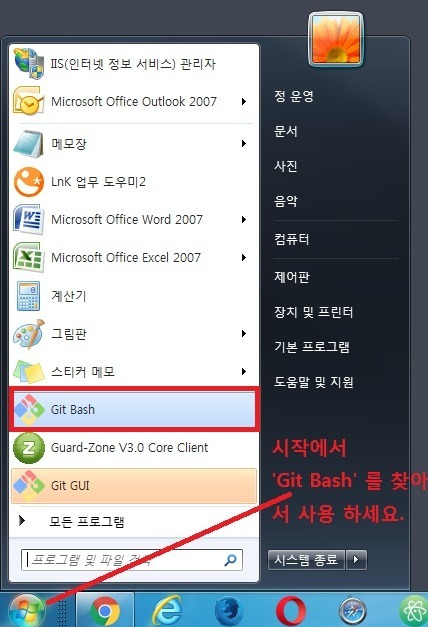 IIS(인터넷 정보 서비스) 관리자
Microsoft Office Outlook 2007
메모장
LnK 업무 도우미2
Microsoft Office Word 2007
Microsoft Office Excel 2007
계산기
그림판
스티커 메모
Git Bash
Guard-Zone V3.0 Core Client
Git GUI
모든 프로그램
프로그램 및 파일 검색
정 운영
문서
사진
음악
컴퓨터
제어판
장치 및 프린터
기본 프로그램
도움말 및 지원
시작에서
'Git Bash' 를 찾아
서 사용 하세요.
시스템 종료